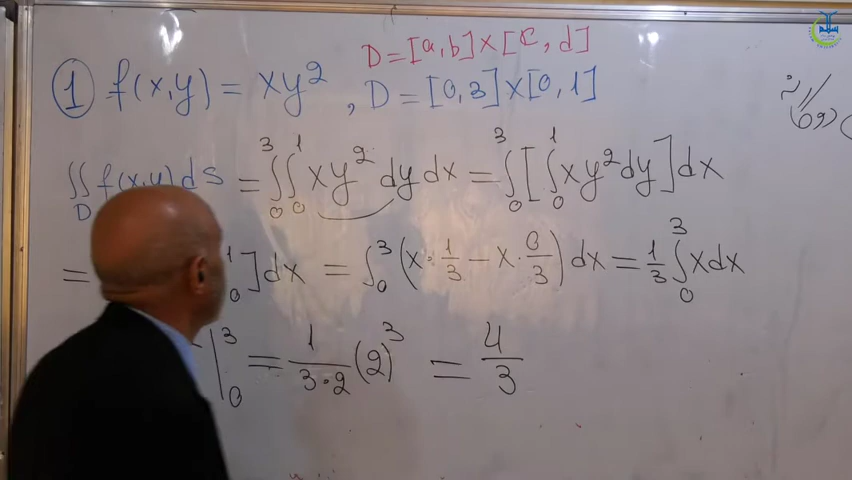 D = [a, b] × [c, d]
① f(x,y) = xy² , D = [0,3] × [0,1]
∬_D f(x,y) ds = ∫₀³ ∫₀¹ xy² dy dx = ∫₀³ [∫₀¹ xy² dy] dx
= |₀¹ ] dx = ∫₀³ (x · 1/3 − x · 0/3) dx = 1/3 ∫₀³ x dx
|₀³ = 1/(3·2) (2)³ = 4/3